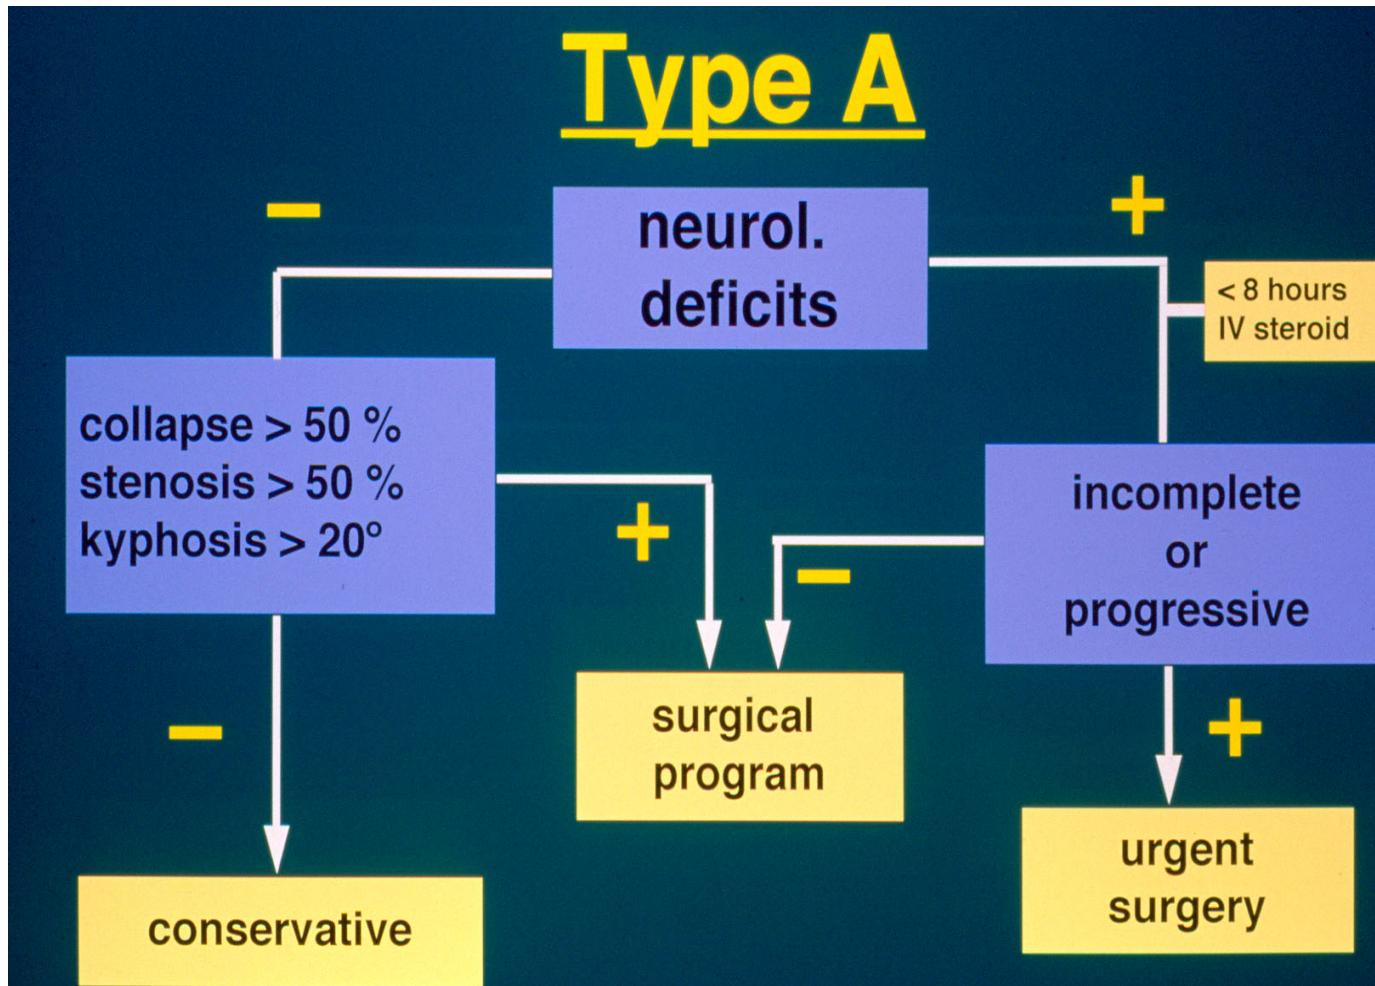 Type A
−
neurol.
deficits
+
< 8 hours
IV steroid
collapse > 50 %
stenosis > 50 %
kyphosis > 20°
+
incomplete
or
progressive
−
−
surgical
program
+
urgent
surgery
conservative